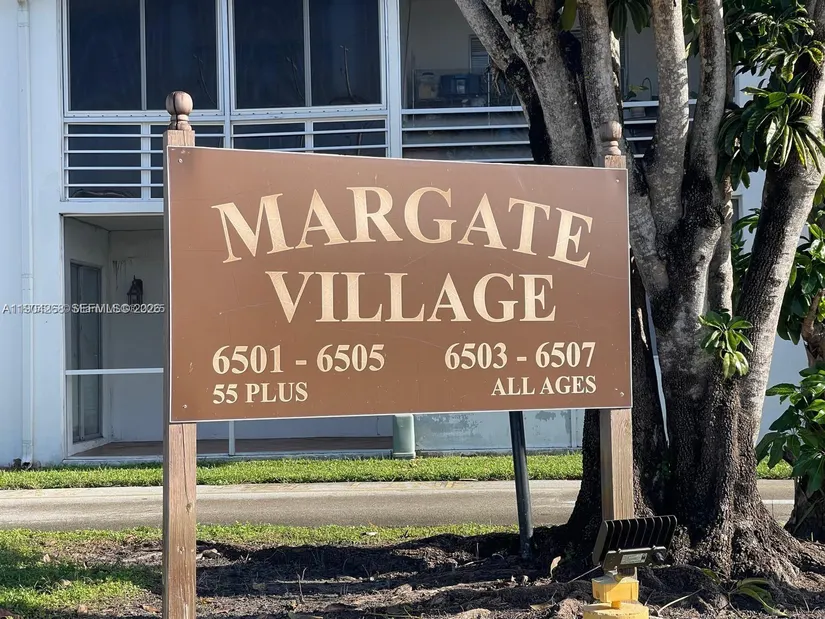 MARGATE
VILLAGE
6501 - 6505 6503 - 6507
55 PLUS ALL AGES